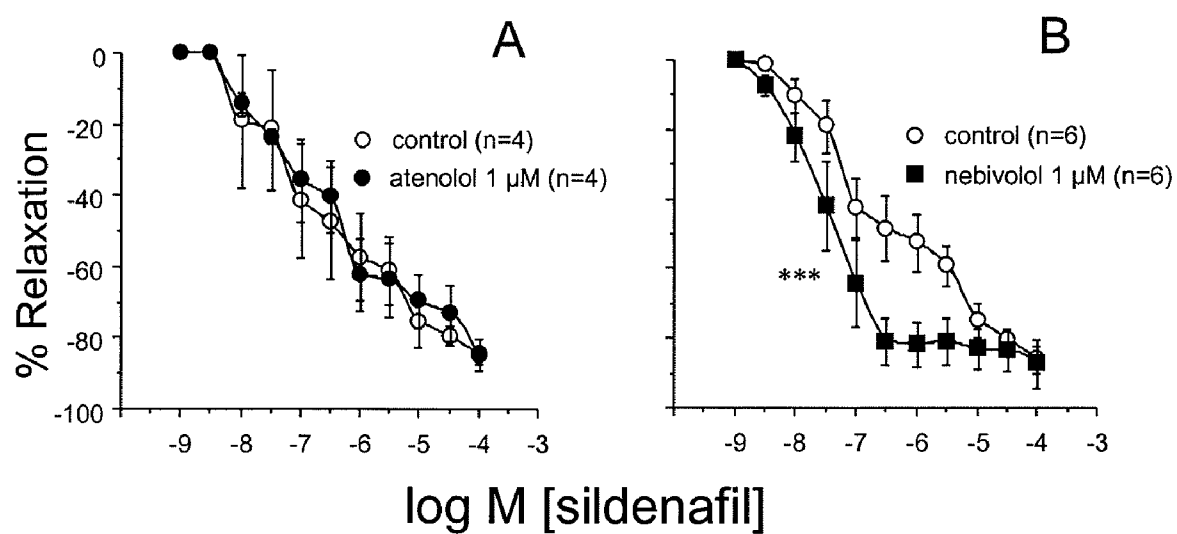 A
B
0
-20
-40
-60
-80
-100
% Relaxation
control (n=4)
atenolol 1 µM (n=4)
control (n=6)
nebivolol 1 µM (n=6)
***
-9 -8 -7 -6 -5 -4 -3
-9 -8 -7 -6 -5 -4 -3
log M [sildenafil]